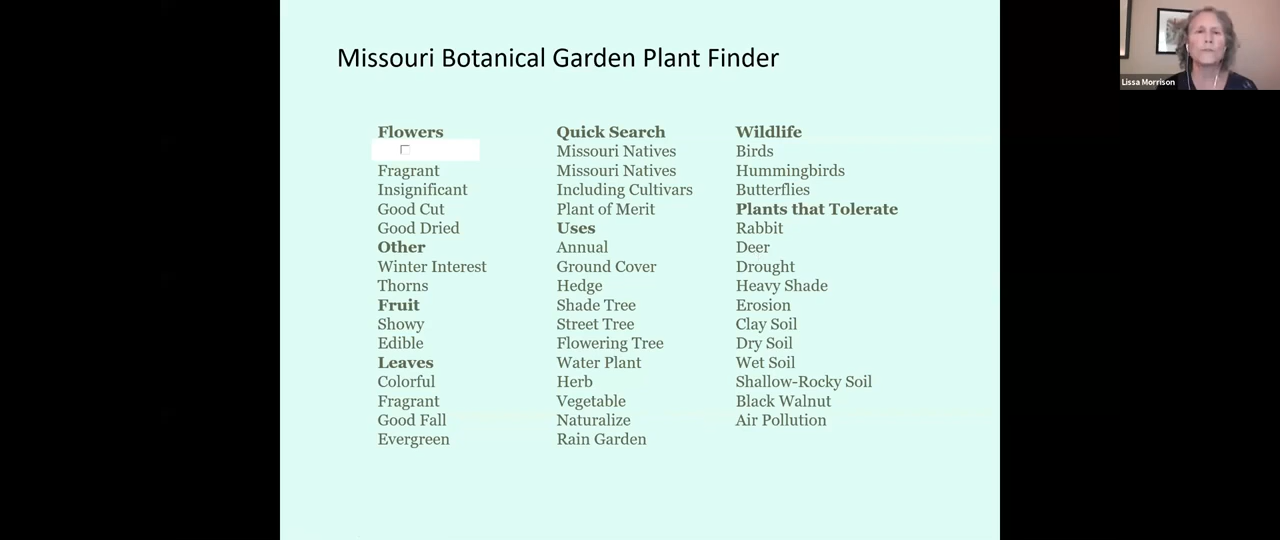 Missouri Botanical Garden Plant Finder
Lissa Morrison
Flowers
Fragrant
Insignificant
Good Cut
Good Dried
Other
Winter Interest
Thorns
Fruit
Showy
Edible
Leaves
Colorful
Fragrant
Good Fall
Evergreen
Quick Search
Missouri Natives
Missouri Natives
Including Cultivars
Plant of Merit
Uses
Annual
Ground Cover
Hedge
Shade Tree
Street Tree
Flowering Tree
Water Plant
Herb
Vegetable
Naturalize
Rain Garden
Wildlife
Birds
Hummingbirds
Butterflies
Plants that Tolerate
Rabbit
Deer
Drought
Heavy Shade
Erosion
Clay Soil
Dry Soil
Wet Soil
Shallow-Rocky Soil
Black Walnut
Air Pollution